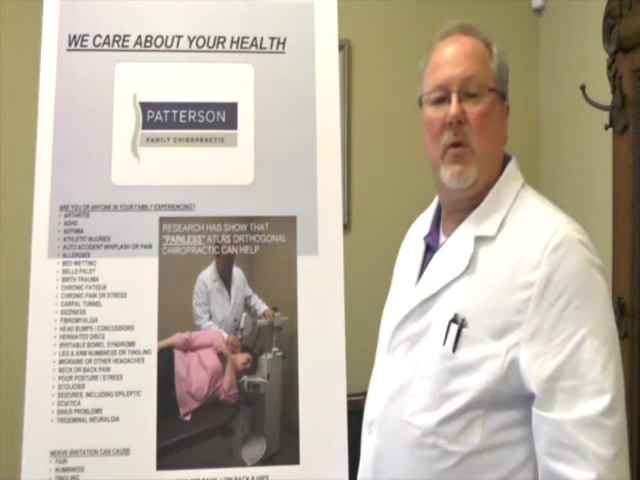 WE CARE ABOUT YOUR HEALTH
PATTERSON
FAMILY CHIROPRACTIC
ARE YOU OR ANYONE IN YOUR FAMILY EXPERIENCING?
• ARTHRITIS
• ADHD
• ASTHMA
• ATHLETIC INJURIES
• AUTO ACCIDENT WHIPLASH OR PAIN
• ALLERGIES
• BED WETTING
• BELLS PALSY
• BIRTH TRAUMA
• CHRONIC FATIGUE
• CHRONIC PAIN OR STRESS
• CARPAL TUNNEL
• DIZZINESS
• FIBROMYALGIA
• HEAD BUMPS / CONCUSSIONS
• HERNIATED DISCS
• IRRITABLE BOWEL SYNDROME
• LEG & ARM NUMBNESS OR TINGLING
• MIGRAINE OR OTHER HEADACHES
• NECK OR BACK PAIN
• POOR POSTURE / STRESS
• SCOLIOSIS
• SEIZURES, INCLUDING EPILEPTIC
• SCIATICA
• SINUS PROBLEMS
• TRIGEMINAL NEURALGIA
RESEARCH HAS SHOW THAT
"PAINLESS" ATLAS ORTHOGONAL
CHIROPRACTIC CAN HELP
NERVE IRRITATION CAN CAUSE
• PAIN
• NUMBNESS
• TINGLING